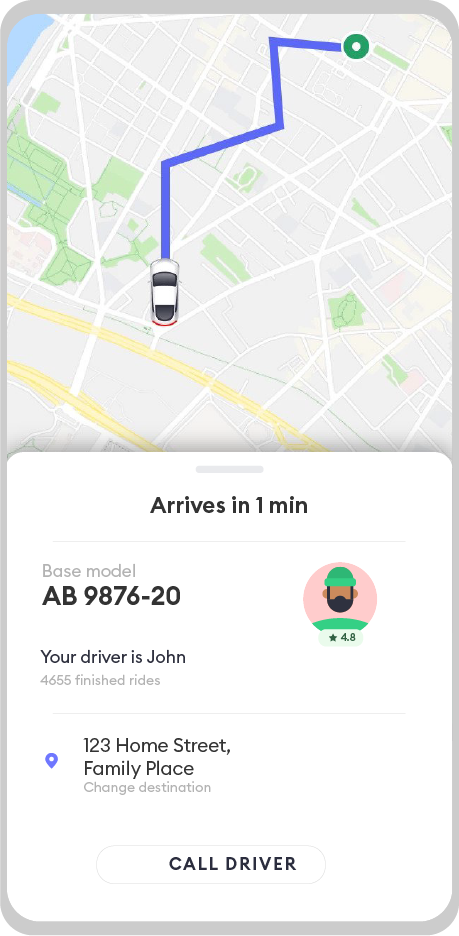 Arrives in 1 min
Base model
AB 9876-20
★ 4.8
Your driver is John
4655 finished rides
123 Home Street,
Family Place
Change destination
CALL DRIVER